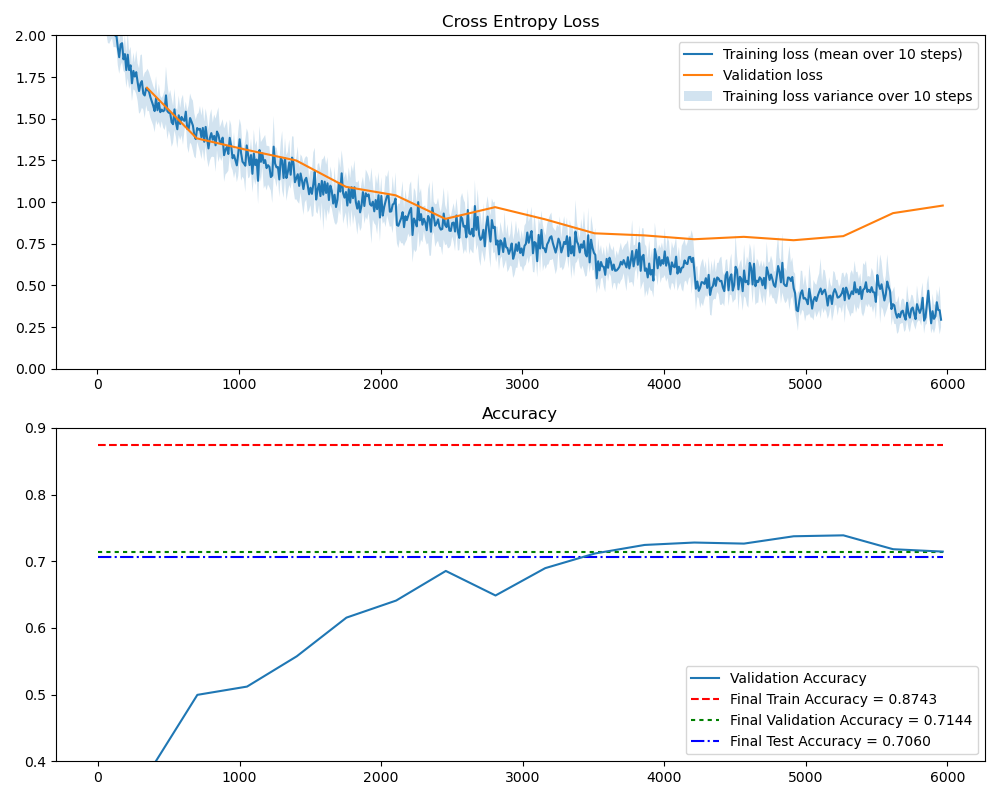 Cross Entropy Loss
2.00
1.75
1.50
1.25
1.00
0.75
0.50
0.25
0.00
Training loss (mean over 10 steps)
Validation loss
Training loss variance over 10 steps
0 1000 2000 3000 4000 5000 6000
Accuracy
0.9
0.8
0.7
0.6
0.5
0.4
Validation Accuracy
Final Train Accuracy = 0.8743
Final Validation Accuracy = 0.7144
Final Test Accuracy = 0.7060
0 1000 2000 3000 4000 5000 6000